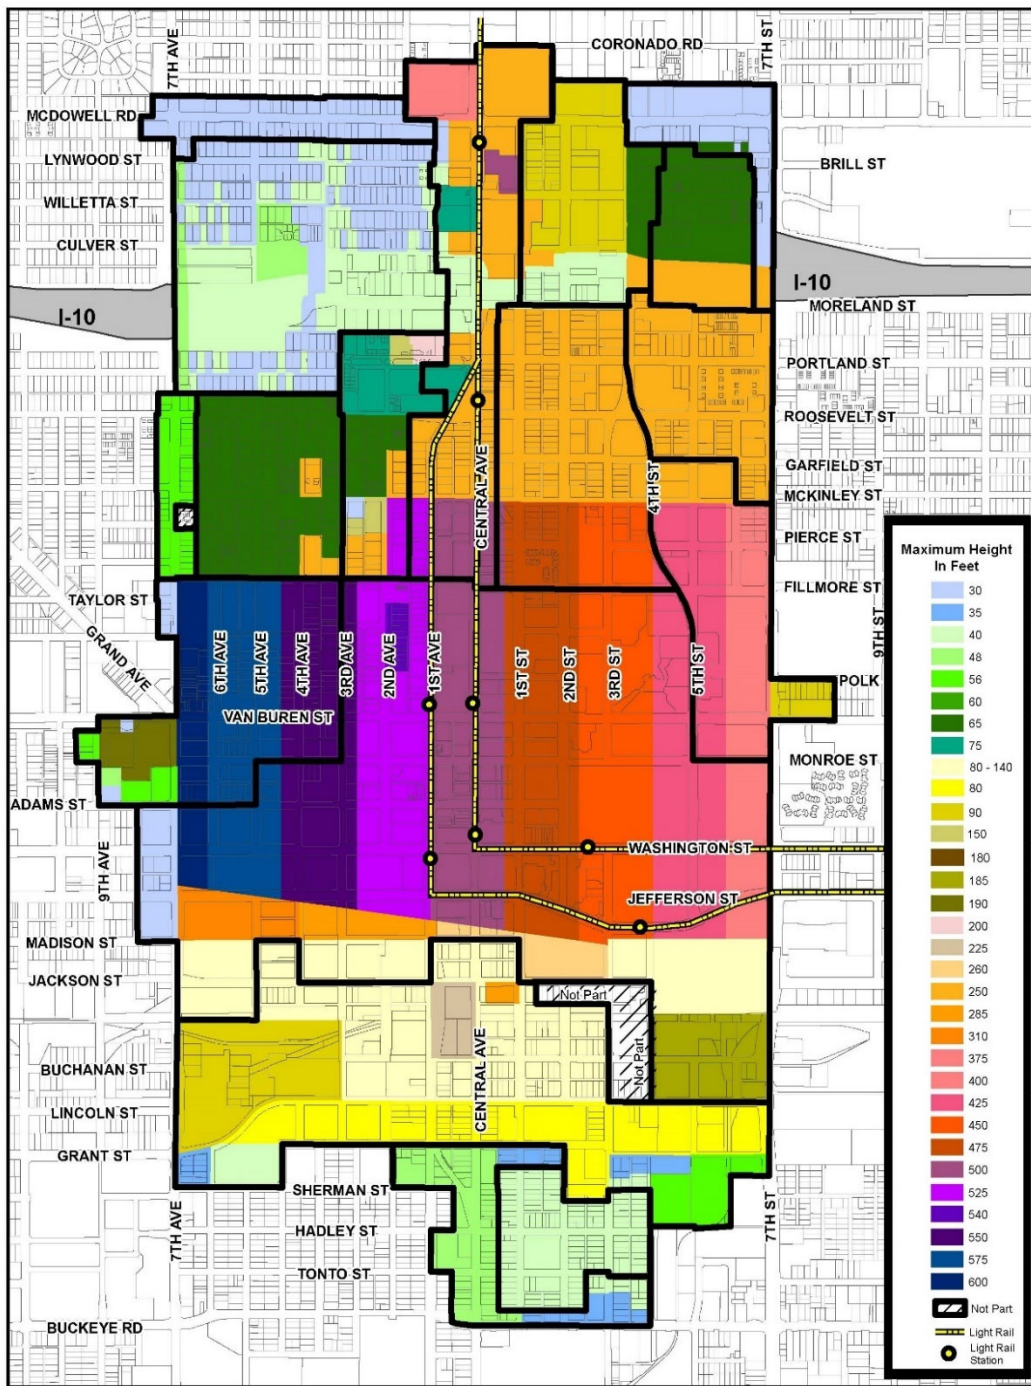 CORONADO RD
7TH AVE
7TH ST
MCDOWELL RD
LYNWOOD ST
BRILL ST
WILLETTA ST
CULVER ST
I-10
I-10
MORELAND ST
PORTLAND ST
ROOSEVELT ST
GARFIELD ST
CENTRAL AVE
4TH ST
MCKINLEY ST
PIERCE ST
FILLMORE ST
TAYLOR ST
GRAND AVE
6TH AVE
5TH AVE
4TH AVE
3RD AVE
2ND AVE
1ST AVE
1ST ST
2ND ST
3RD ST
5TH ST
9TH ST
POLK
VAN BUREN ST
MONROE ST
ADAMS ST
9TH AVE
WASHINGTON ST
JEFFERSON ST
MADISON ST
JACKSON ST
Not Part
Not Part
BUCHANAN ST
CENTRAL AVE
LINCOLN ST
GRANT ST
SHERMAN ST
7TH AVE
HADLEY ST
7TH ST
TONTO ST
BUCKEYE RD
Maximum Height
In Feet
30
35
40
48
56
60
65
75
80 - 140
80
90
150
180
185
190
200
225
260
250
285
310
375
400
425
450
475
500
525
540
550
575
600
Not Part
Light Rail
Light Rail
Station